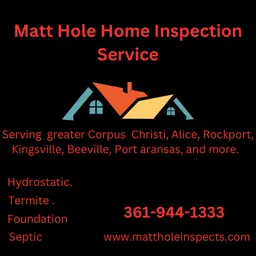 Matt Hole Home Inspection
Service
Serving greater Corpus Christi, Alice, Rockport,
Kingsville, Beeville, Port aransas, and more.
Hydrostatic.
Termite .
Foundation
Septic
361-944-1333
www.mattholeinspects.com